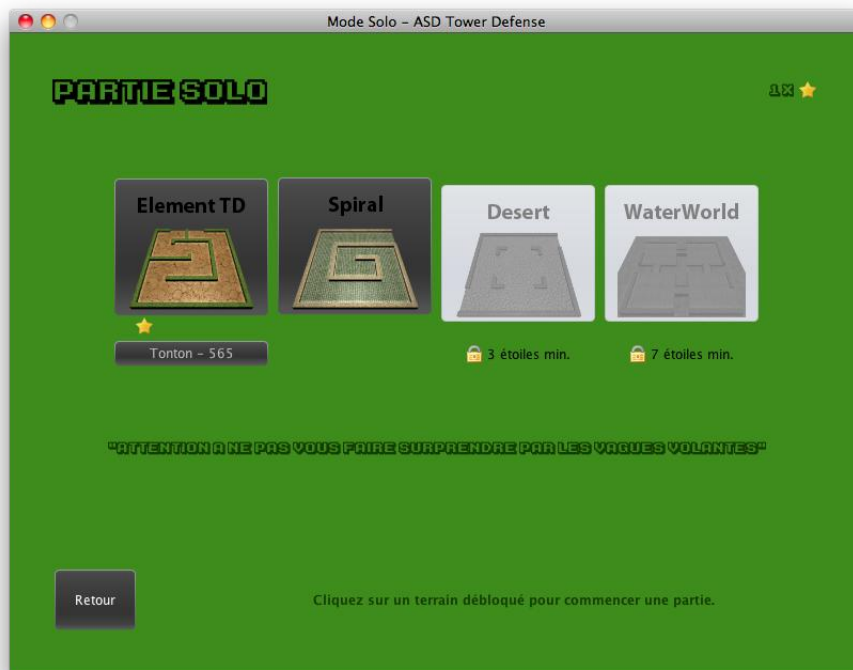 Mode Solo – ASD Tower Defense
PARTIE SOLO
1X
Element TD
Spiral
Desert
WaterWorld
Tonton – 565
3 étoiles min.
7 étoiles min.
"ATTENTION A NE PAS VOUS FAIRE SURPRENDRE PAR LES VAGUES VOLANTES"
Retour
Cliquez sur un terrain débloqué pour commencer une partie.